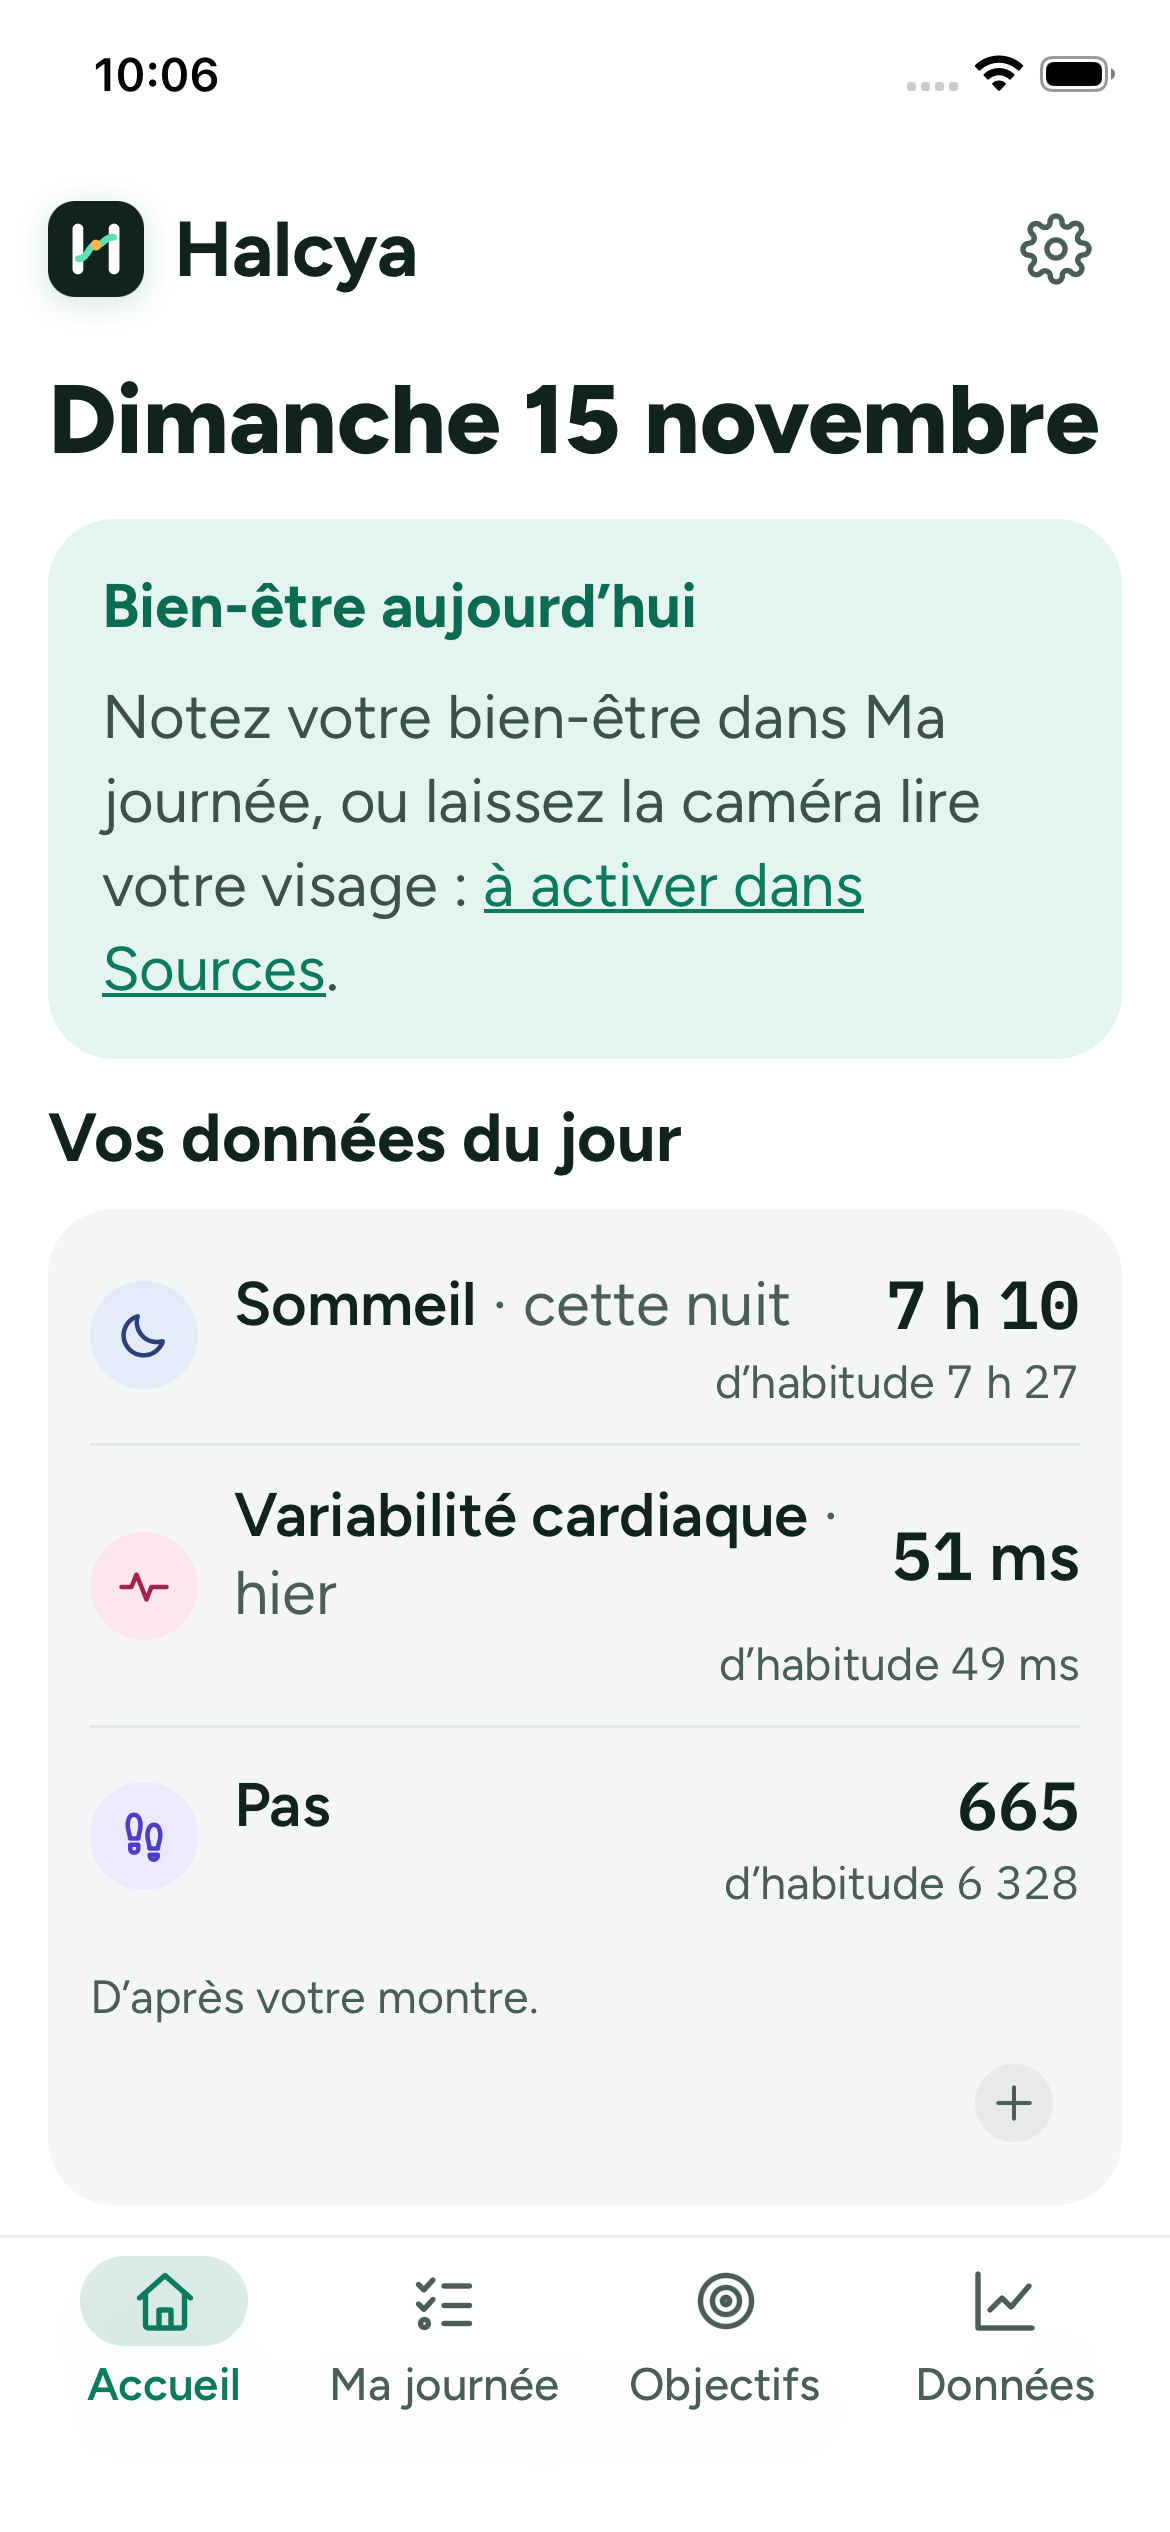 10:06
Halcya
Dimanche 15 novembre
Bien-être aujourd’hui
Notez votre bien-être dans Ma
journée, ou laissez la caméra lire
votre visage : à activer dans
Sources.
Vos données du jour
Sommeil · cette nuit
7 h 10
d’habitude 7 h 27
Variabilité cardiaque ·
hier
51 ms
d’habitude 49 ms
Pas
665
d’habitude 6 328
D’après votre montre.
Accueil
Ma journée
Objectifs
Données